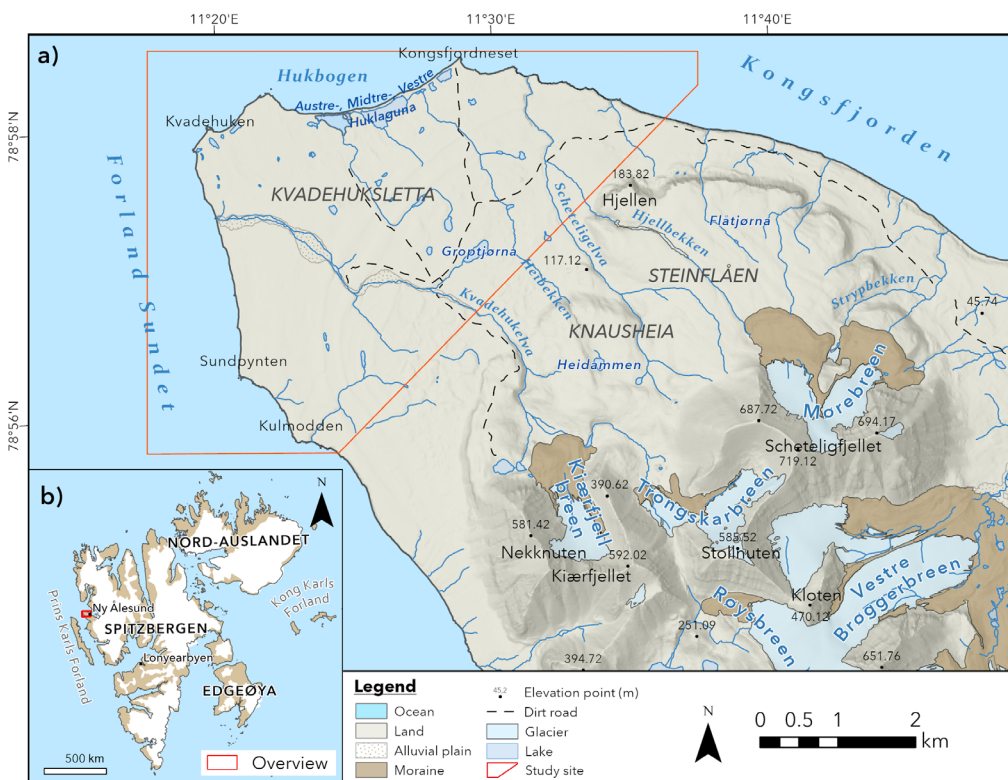 11°20'E
11°30'E
11°40'E
a)
Kongsfjordneset
Hukbogen
Kongsfjorden
Austre-, Midtre- Vestre
Huklaguna
Kvadehuken
78°58'N
Forland Sundet
KVADEHUKSLETTA
183.82
Hjellen
Scheteligelva
Hjellbekken
Flatjørna
Groptjørna
117.12
Heibekken
STEINFLÅEN
Strypbekken
45.74
Kvadehukelva
KNAUSHEIA
Sundpynten
Heidammen
Mørebreen
687.72
694.17
78°56'N
Kulmodden
Scheteligfjellet
719.12
Kiærfjell
breen
390.62
Trongskarbreen
581.42
Nekknuten
592.02
Kiærfjellet
585.52
Stollnuten
Kloten
470.12
Vestre
Brøggerbreen
Røysbreen
251.09
394.72
651.76
b)
N
NORD-AUSLANDET
Kong Karls
Forland
Ny Ålesund
Prins Karls Forland
SPITZBERGEN
Lonyearbyen
EDGEØYA
500 km
Overview
Legend
Ocean
Land
Alluvial plain
Moraine
45,2 Elevation point (m)
Dirt road
Glacier
Lake
Study site
N
0 0.5 1 2
km